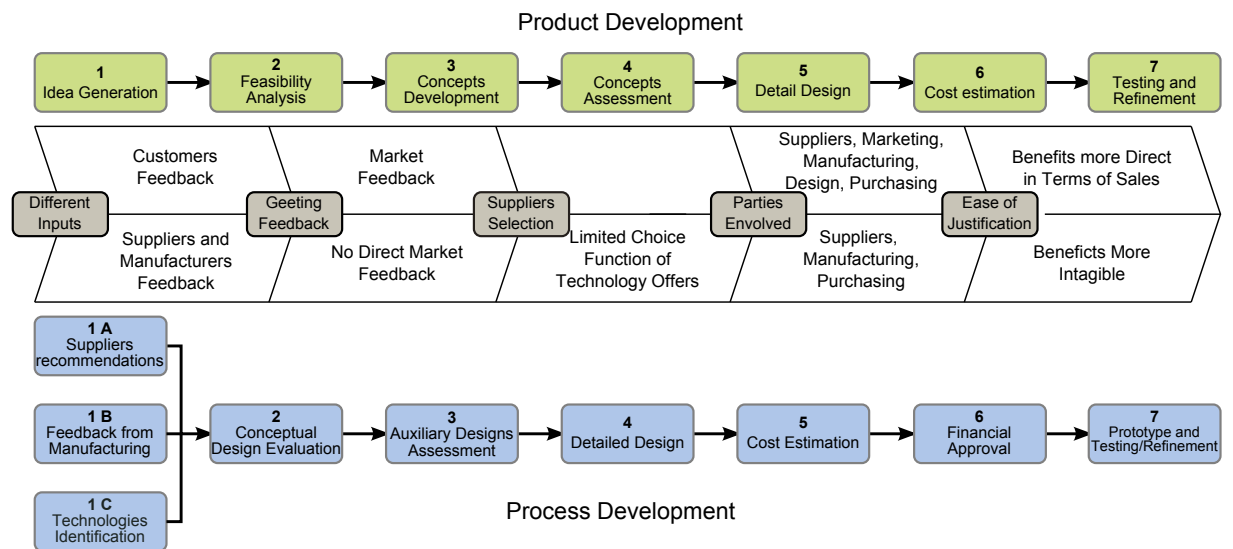 Product Development
1
Idea Generation
2
Feasibility
Analysis
3
Concepts
Development
4
Concepts
Assessment
5
Detail Design
6
Cost estimation
7
Testing and
Refinement
Customers
Feedback
Market
Feedback
Suppliers, Marketing,
Manufacturing,
Design, Purchasing
Benefits more Direct
in Terms of Sales
Different
Inputs
Geeting
Feedback
Suppliers
Selection
Parties
Envolved
Ease of
Justification
Suppliers and
Manufacturers
Feedback
No Direct Market
Feedback
Limited Choice
Function of
Technology Offers
Suppliers,
Manufacturing,
Purchasing
Beneficts More
Intagible
1 A
Suppliers
recommendations
1 B
Feedback from
Manufacturing
1 C
Technologies
Identification
2
Conceptual
Design Evaluation
3
Auxiliary Designs
Assessment
4
Detailed Design
5
Cost Estimation
6
Financial
Approval
7
Prototype and
Testing/Refinement
Process Development